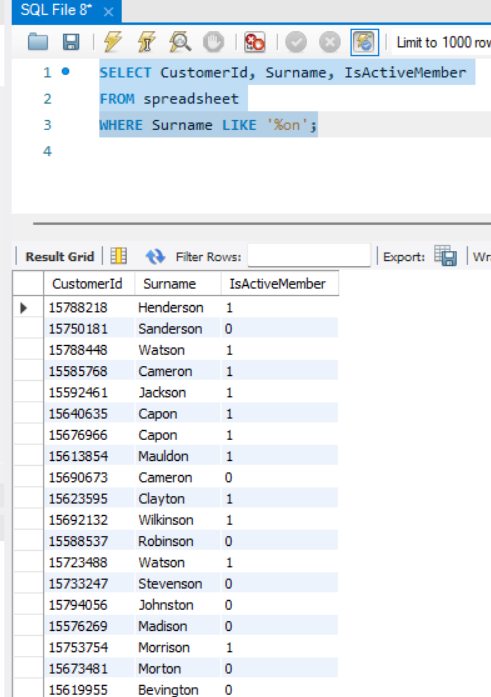 SQL File 8*
Limit to 1000 row
1 SELECT CustomerId, Surname, IsActiveMember
2 FROM spreadsheet
3 WHERE Surname LIKE '%on';
4
Result Grid Filter Rows: Export: Wr
CustomerId Surname IsActiveMember
15788218 Henderson 1
15750181 Sanderson 0
15788448 Watson 1
15585768 Cameron 1
15592461 Jackson 1
15640635 Capon 1
15676966 Capon 1
15613854 Mauldon 1
15690673 Cameron 0
15623595 Clayton 1
15692132 Wilkinson 1
15588537 Robinson 0
15723488 Watson 1
15733247 Stevenson 0
15794056 Johnston 0
15576269 Madison 0
15753754 Morrison 1
15673481 Morton 0
15619955 Bevington 0